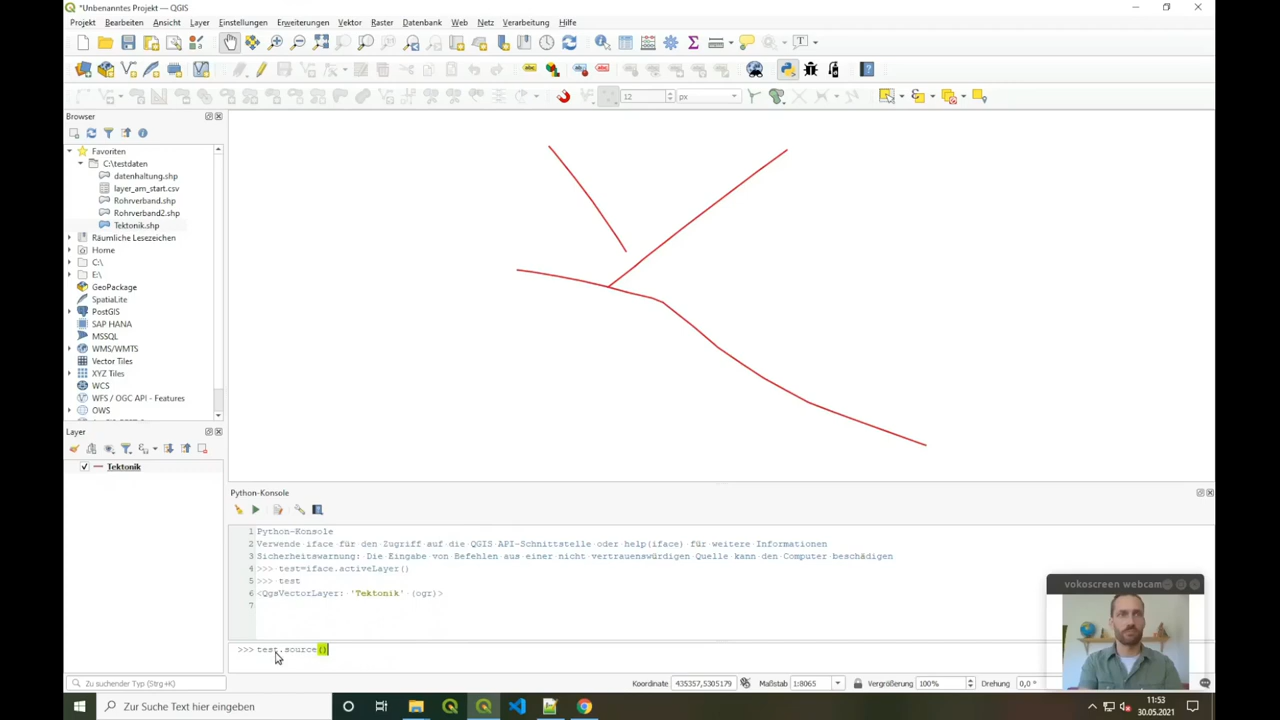 *Unbenanntes Projekt — QGIS
Projekt Bearbeiten Ansicht Layer Einstellungen Erweiterungen Vektor Raster Datenbank Web Netz Verarbeitung Hilfe
12 px
Browser
Favoriten
C:\testdaten
datenhaltung.shp
layer_am_start.csv
Rohrverband.shp
Rohrverband2.shp
Tektonik.shp
Räumliche Lesezeichen
Home
C:\
E:\
GeoPackage
SpatiaLite
PostGIS
SAP HANA
MSSQL
WMS/WMTS
Vector Tiles
XYZ Tiles
WCS
WFS / OGC API - Features
OWS
Layer
Tektonik
Python-Konsole
1 Python-Konsole
2 Verwende iface für den Zugriff auf die QGIS API-Schnittstelle oder help(iface) für weitere Informationen
3 Sicherheitswarnung: Die Eingabe von Befehlen aus einer nicht vertrauenswürdigen Quelle kann den Computer beschädigen
4 >>> test=iface.activeLayer()
5 >>> test
6 <QgsVectorLayer: 'Tektonik' (ogr)>
7
>>> test.source()
vokoscreen webcam
Zu suchender Typ (Strg+K)
Koordinate 435357,5305179 Maßstab 1:8065 Vergrößerung 100% Drehung 0,0 °
Zur Suche Text hier eingeben
11:53
30.05.2021